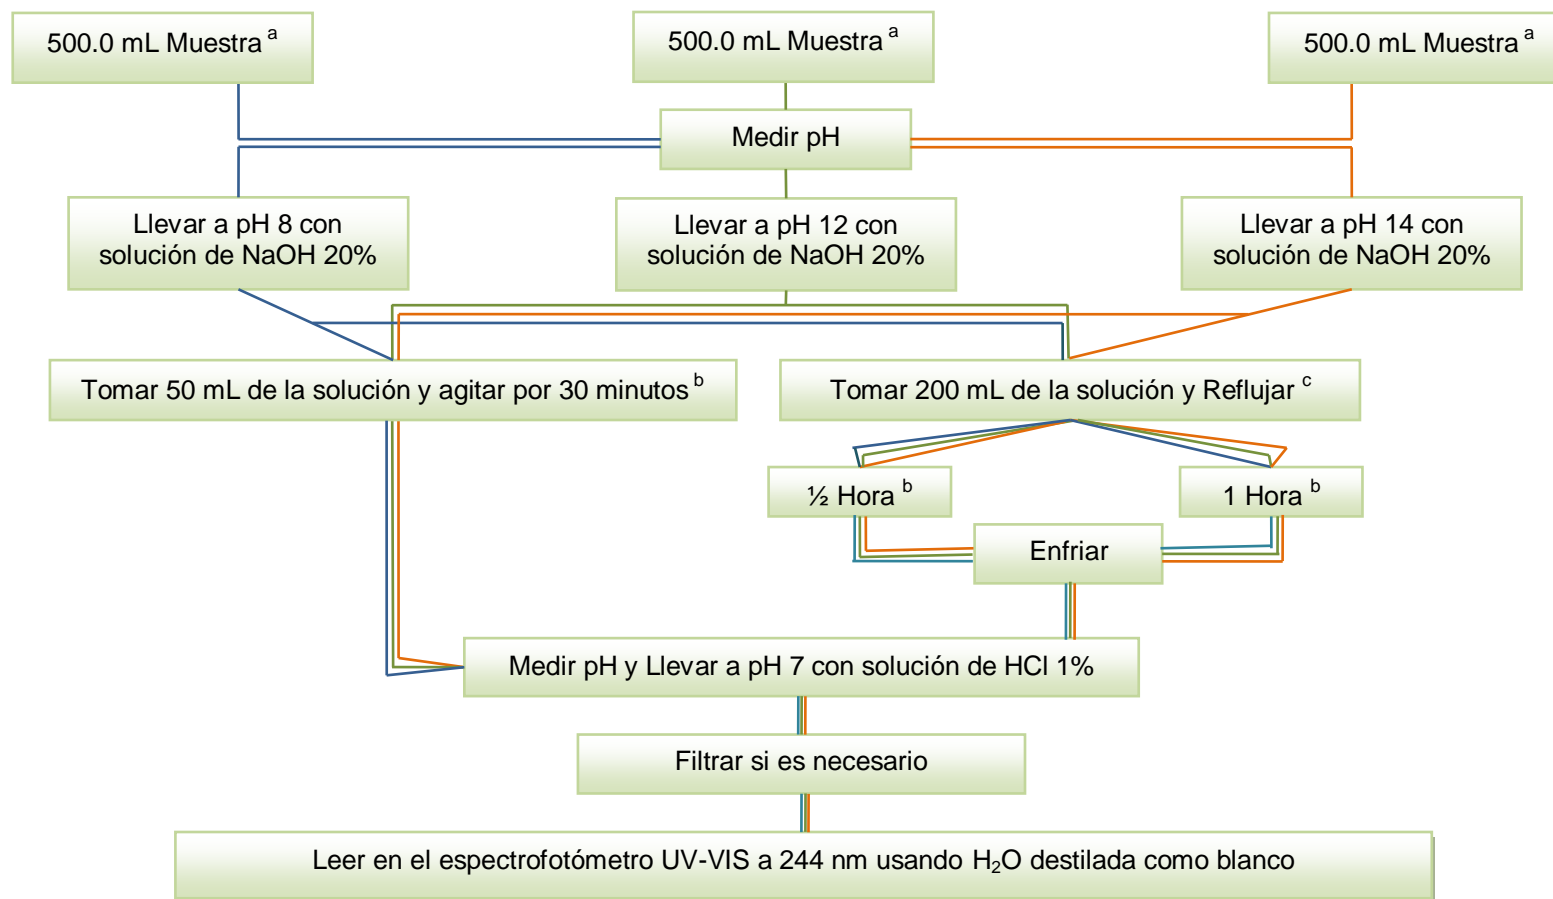 500.0 mL Muestra a
500.0 mL Muestra a
500.0 mL Muestra a
Medir pH
Llevar a pH 8 con
solución de NaOH 20%
Llevar a pH 12 con
solución de NaOH 20%
Llevar a pH 14 con
solución de NaOH 20%
Tomar 50 mL de la solución y agitar por 30 minutos b
Tomar 200 mL de la solución y Reflujar c
½ Hora b
1 Hora b
Enfriar
Medir pH y Llevar a pH 7 con solución de HCl 1%
Filtrar si es necesario
Leer en el espectrofotómetro UV-VIS a 244 nm usando H₂O destilada como blanco